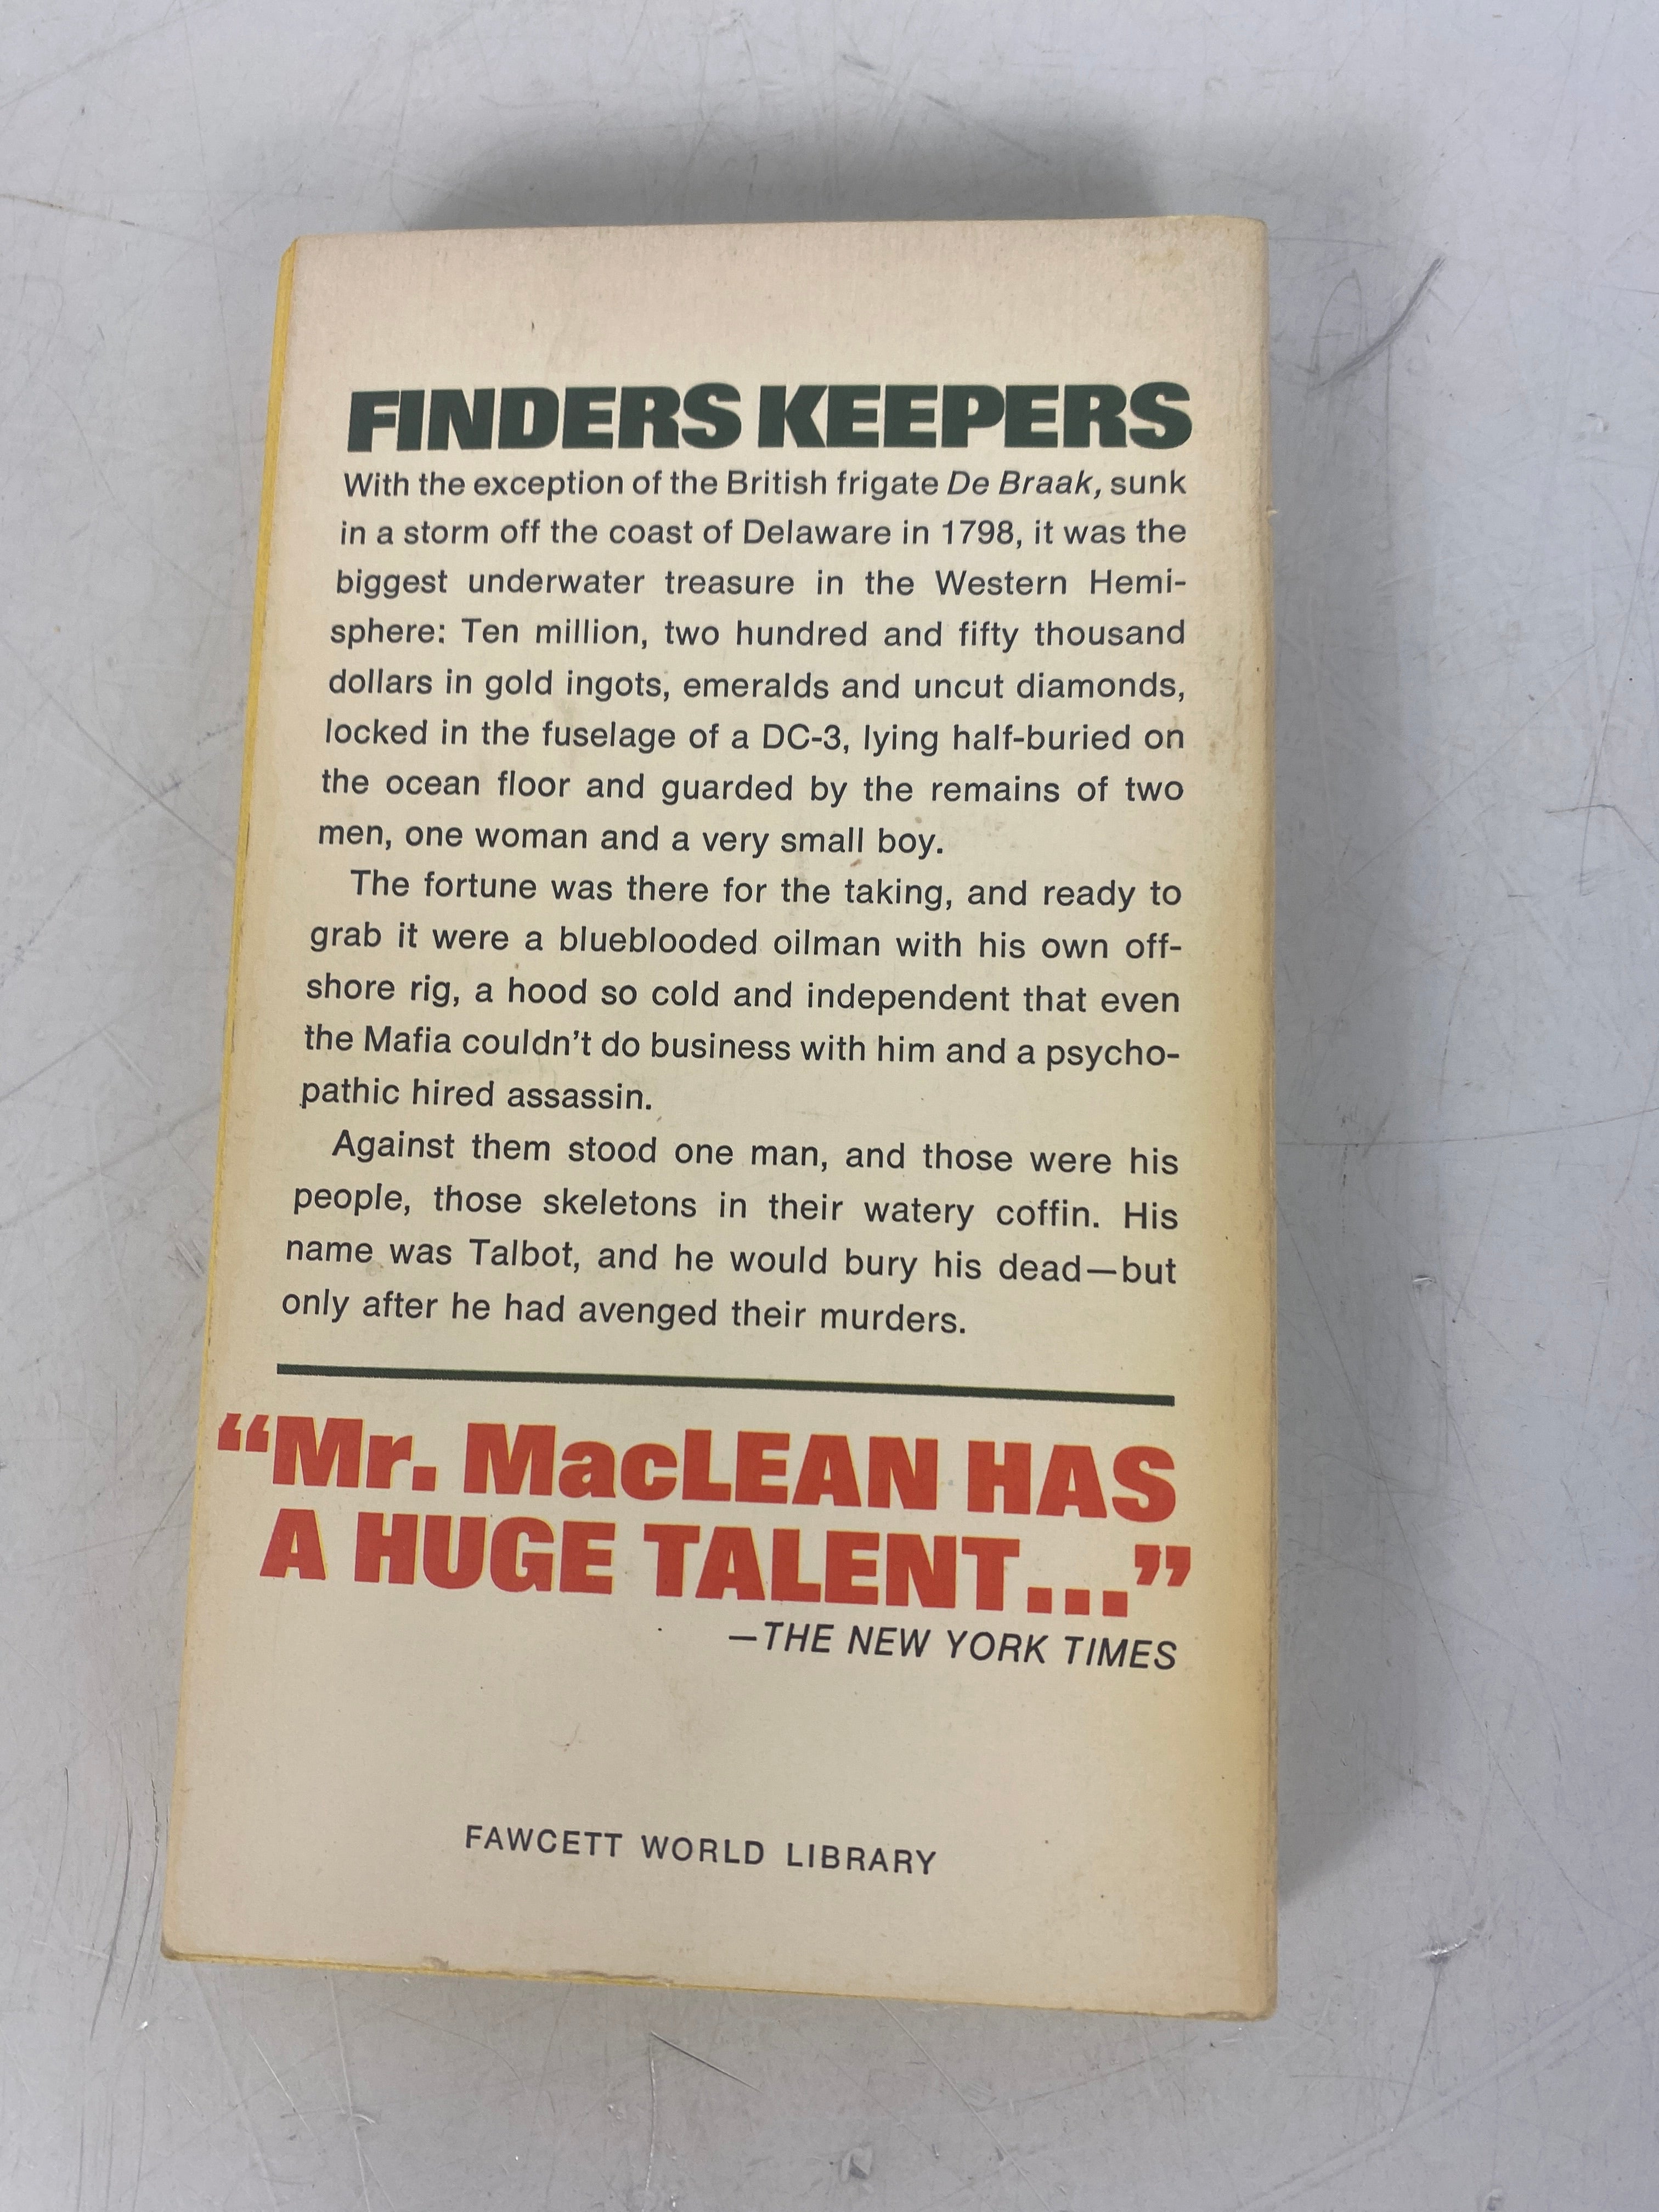 FINDERS KEEPERS
With the exception of the British frigate De Braak, sunk
in a storm off the coast of Delaware in 1798, it was the
biggest underwater treasure in the Western Hemi-
sphere: Ten million, two hundred and fifty thousand
dollars in gold ingots, emeralds and uncut diamonds,
locked in the fuselage of a DC-3, lying half-buried on
the ocean floor and guarded by the remains of two
men, one woman and a very small boy.
The fortune was there for the taking, and ready to
grab it were a blueblooded oilman with his own off-
shore rig, a hood so cold and independent that even
the Mafia couldn't do business with him and a psycho-
pathic hired assassin.
Against them stood one man, and those were his
people, those skeletons in their watery coffin. His
name was Talbot, and he would bury his dead—but
only after he had avenged their murders.
“Mr. MacLEAN HAS
A HUGE TALENT...”
—THE NEW YORK TIMES
FAWCETT WORLD LIBRARY